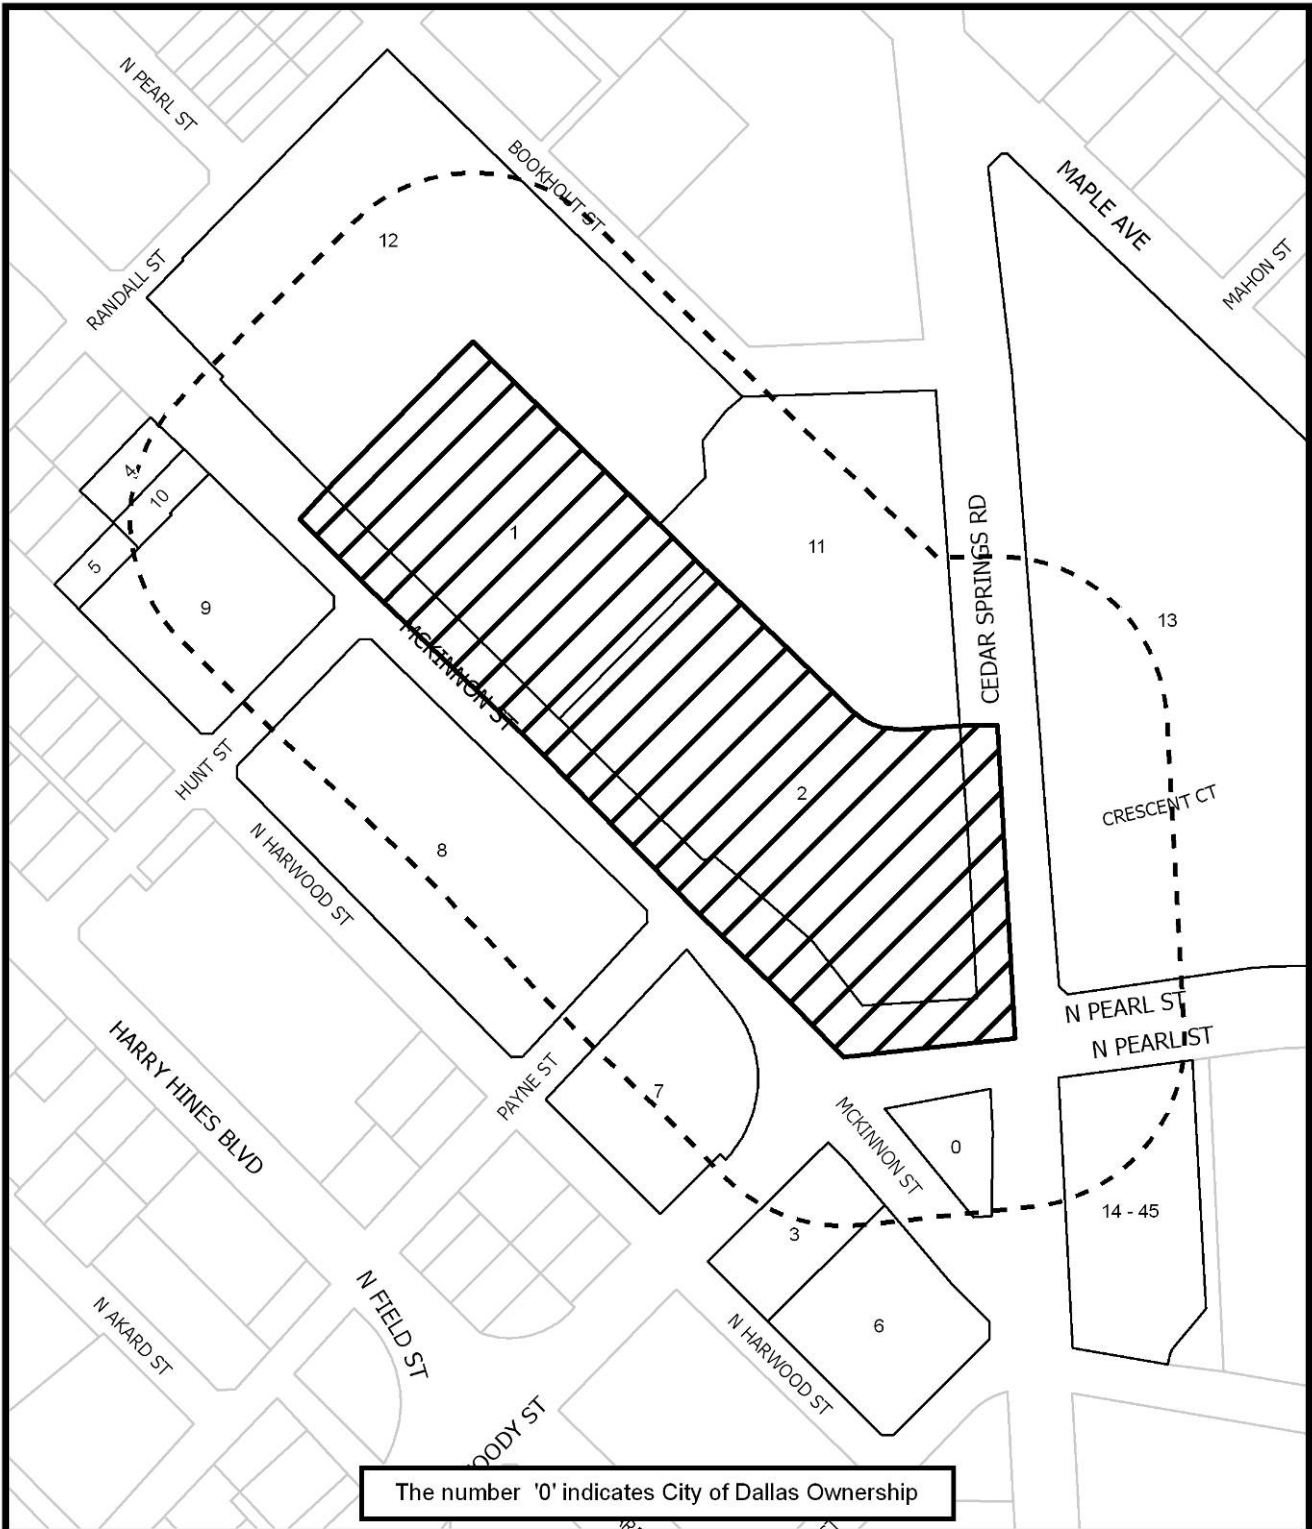 N PEARL ST
BOOKHOUT ST
MAPLE AVE
MAHON ST
RANDALL ST
12
4
10
1
5
9
11
CEDAR SPRINGS RD
13
MCKINNON ST
HUNT ST
2
CRESCENT CT
8
N HARWOOD ST
N PEARL ST
N PEARL ST
HARRY HINES BLVD
PAYNE ST
7
MCKINNON ST
0
14 - 45
3
6
N AKARD ST
N FIELD ST
N HARWOOD ST
OODY ST
The number '0' indicates City of Dallas Ownership